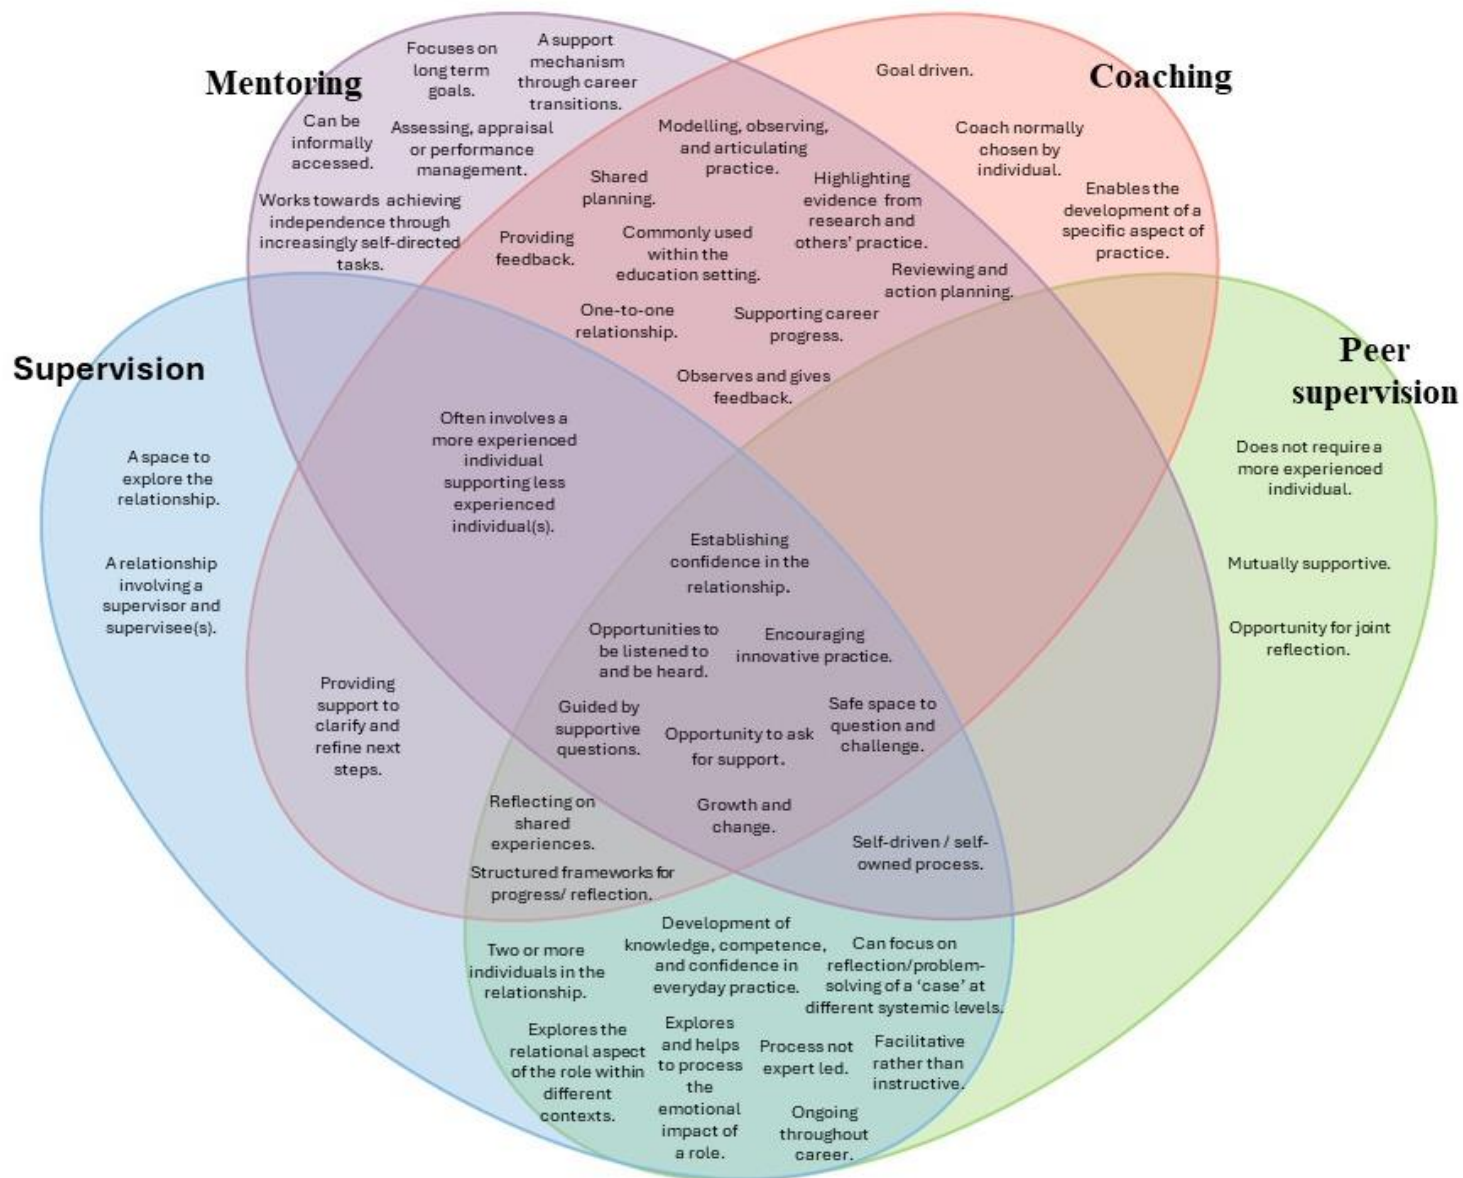 Mentoring
Focuses on
long term
goals.
A support
mechanism
through career
transitions.
Can be
informally
accessed.
Assessing, appraisal
or performance
management.
Works towards achieving
independence through
increasingly self-directed
tasks.
Coaching
Goal driven.
Coach normally
chosen by
individual.
Enables the
development of a
specific aspect of
practice.
Modelling, observing,
and articulating
practice.
Shared
planning.
Highlighting
evidence from
research and
others’ practice.
Providing
feedback.
Commonly used
within the
education setting.
Reviewing and
action planning.
One-to-one
relationship.
Supporting career
progress.
Observes and gives
feedback.
Supervision
A space to
explore the
relationship.
A relationship
involving a
supervisor and
supervisee(s).
Peer
supervision
Does not require a
more experienced
individual.
Mutually supportive.
Opportunity for joint
reflection.
Often involves a
more experienced
individual
supporting less
experienced
individual(s).
Establishing
confidence in the
relationship.
Opportunities to
be listened to
and be heard.
Encouraging
innovative practice.
Guided by
supportive
questions.
Opportunity to ask
for support.
Safe space to
question and
challenge.
Growth and
change.
Providing
support to
clarify and
refine next
steps.
Reflecting on
shared
experiences.
Structured frameworks for
progress/ reflection.
Self-driven / self-
owned process.
Two or more
individuals in the
relationship.
Development of
knowledge, competence,
and confidence in
everyday practice.
Can focus on
reflection/problem-
solving of a ‘case’ at
different systemic levels.
Explores the
relational aspect
of the role within
different
contexts.
Explores
and helps
to process
the
emotional
impact of
a role.
Process not
expert led.
Facilitative
rather than
instructive.
Ongoing
throughout
career.